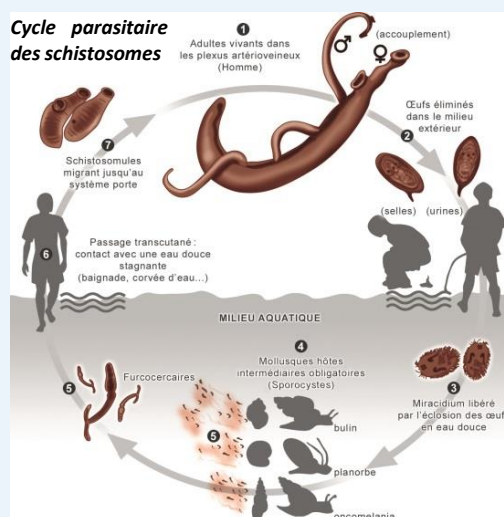 Cycle parasitaire
des schistosomes
1
Adultes vivants dans
les plexus artérioveineux
(Homme)
(accouplement)
♂
♀
Œufs éliminés
dans le milieu
extérieur
2
(selles) (urines)
7
Schistosomules
migrant jusqu'au
système porte
6
Passage transcutané :
contact avec une eau douce
stagnante
(baignade, corvée d'eau...)
MILIEU AQUATIQUE
4
Mollusques hôtes
intermédiaires obligatoires
(Sporocystes)
3
Miracidium libéré
par l'éclosion des œuf
en eau douce
5
Furcocercaires
5
bulin
planorbe
oncomelania